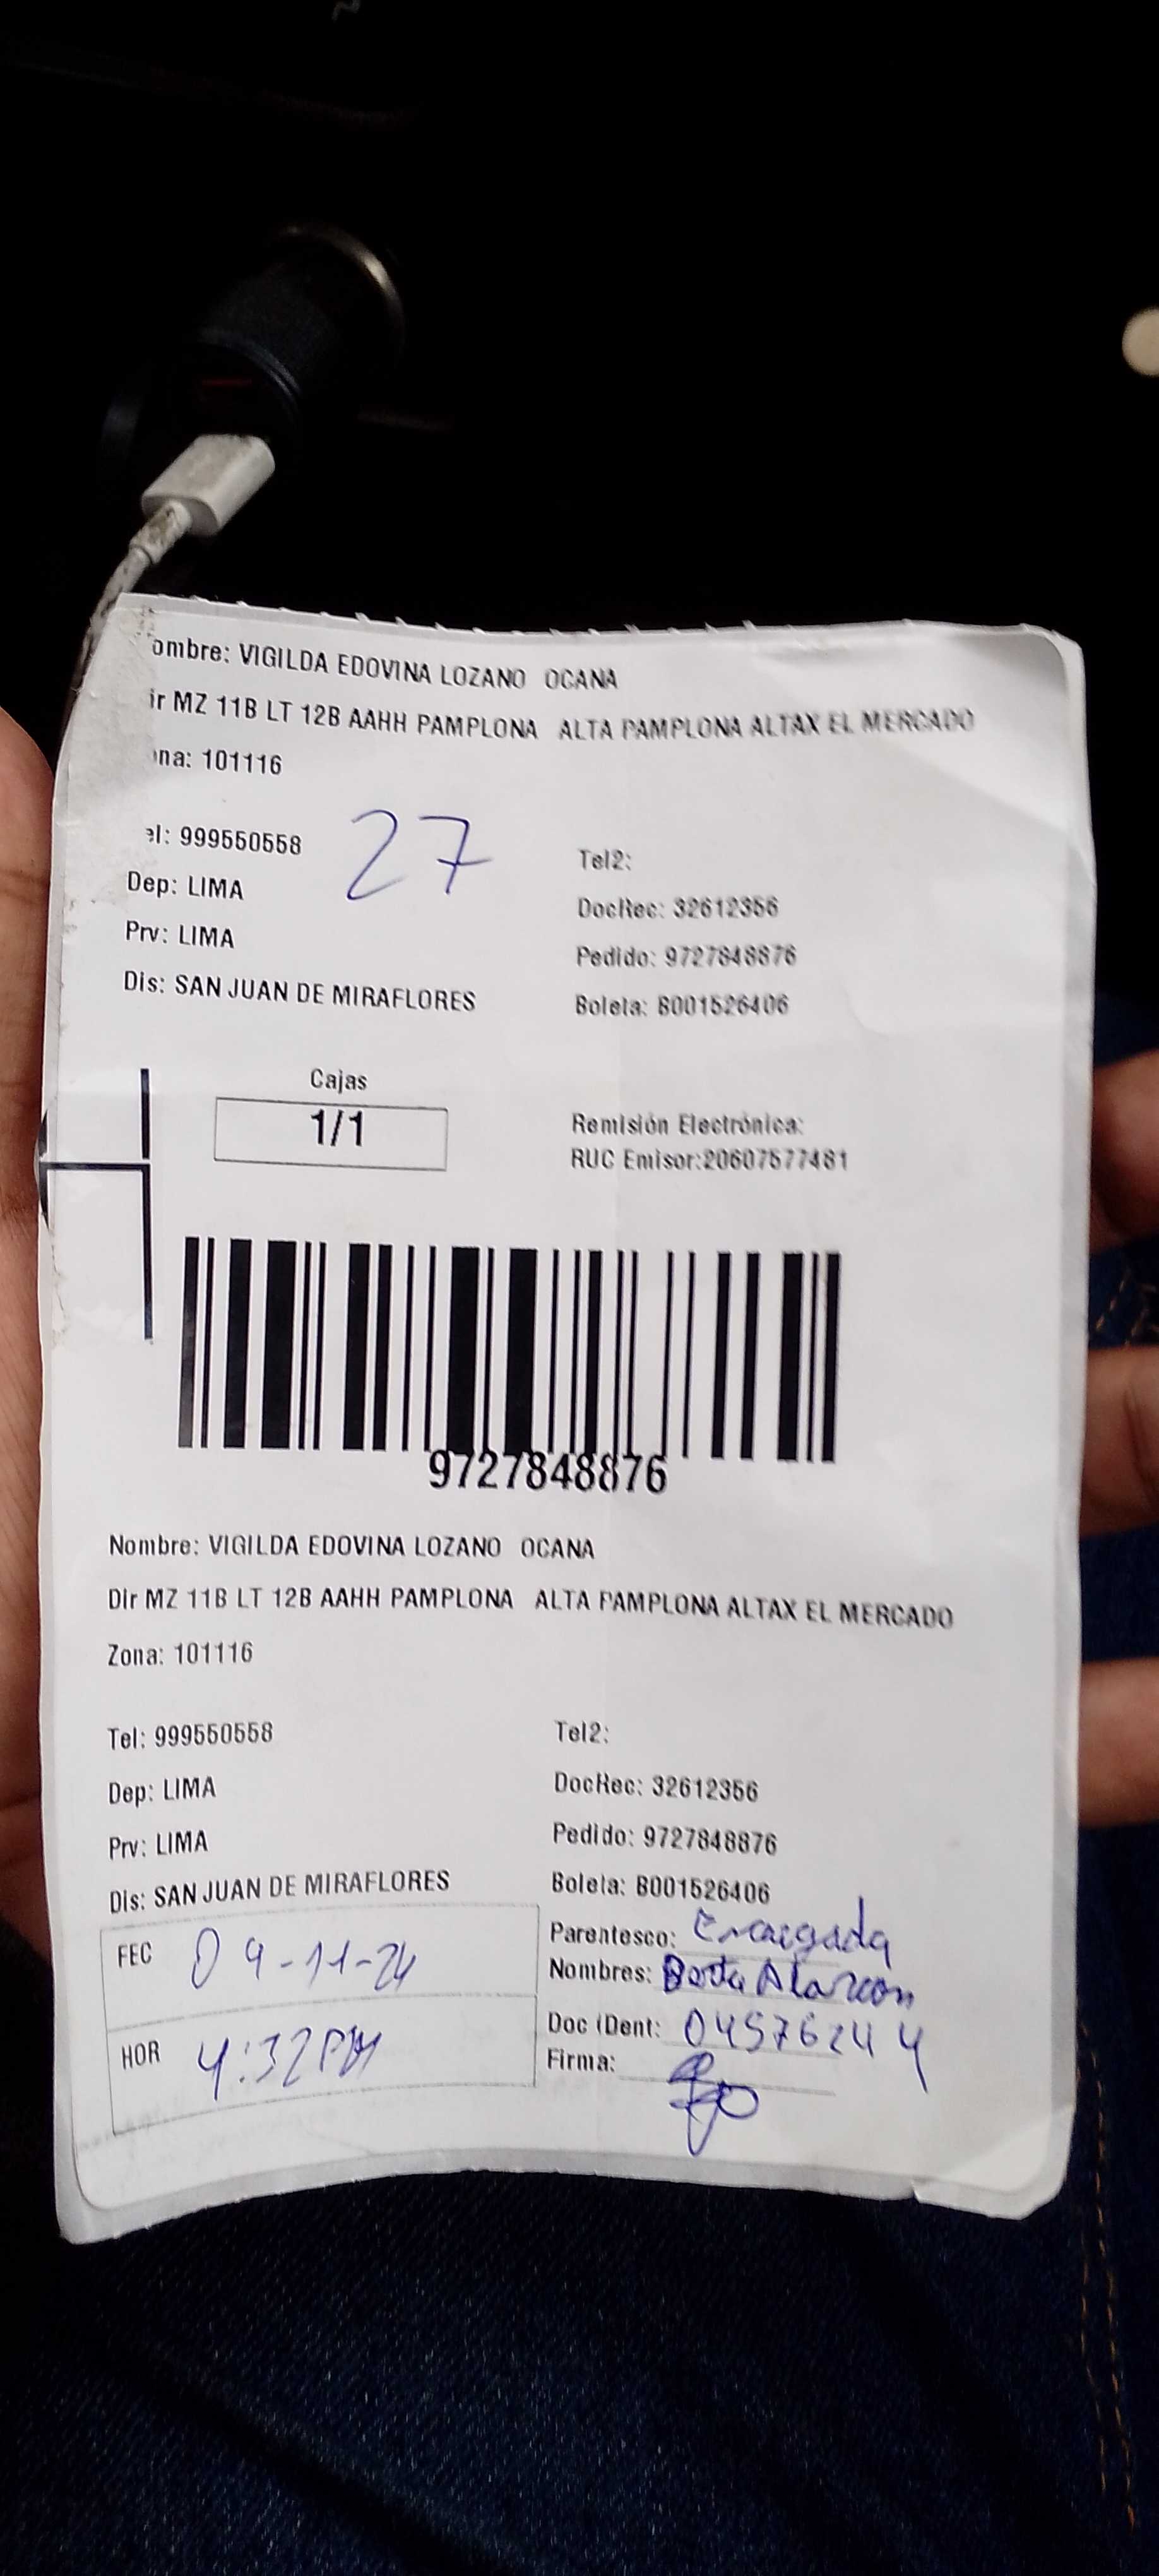 ombre: VIGILDA EDOVINA LOZANO OCANA
ir MZ 11B LT 12B AAHH PAMPLONA ALTA PAMPLONA ALTAX EL MERCADO
na: 101116
el: 999550558
27
Tel2:
Dep: LIMA
DocRec: 32612356
Prv: LIMA
Pedido: 9727848876
Dis: SAN JUAN DE MIRAFLORES
Boleta: B001526406
Cajas
1/1
Remisión Electrónica:
RUC Emisor:20607577481
9727848876
Nombre: VIGILDA EDOVINA LOZANO OCANA
Dir MZ 11B LT 12B AAHH PAMPLONA ALTA PAMPLONA ALTAX EL MERCADO
Zona: 101116
Tel: 999550558
Tel2:
Dep: LIMA
DocRec: 32612356
Prv: LIMA
Pedido: 9727848876
Dis: SAN JUAN DE MIRAFLORES
Boleta: B001526406
FEC 09-11-24
HOR 4:32PM
Parentesco: Encargada
Nombres: Berta Alarcon
Doc iDent: 04576244
Firma: